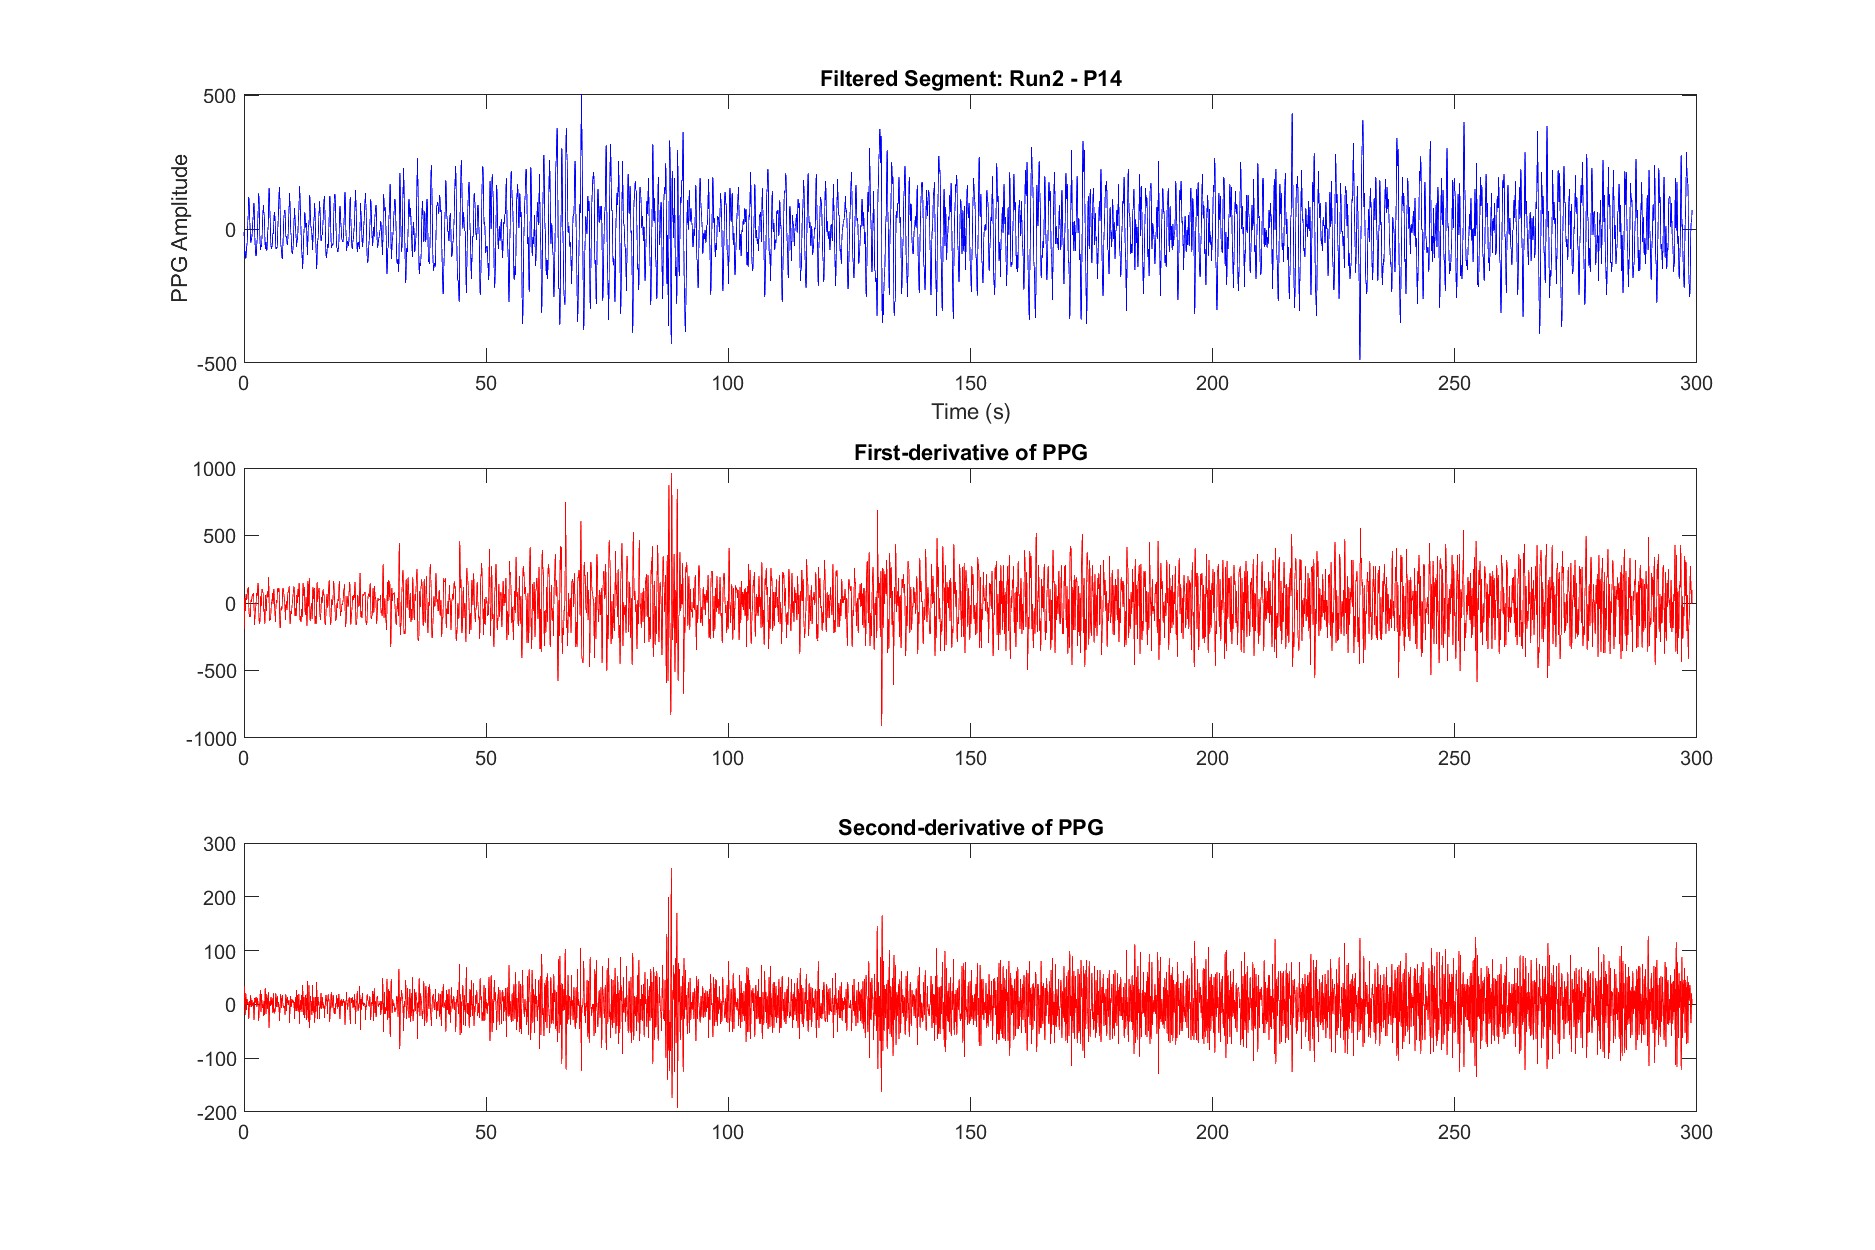 Filtered Segment: Run2 - P14
500
0
-500
PPG Amplitude
0 50 100 150 200 250 300
Time (s)
First-derivative of PPG
1000
500
0
-500
-1000
0 50 100 150 200 250 300
Second-derivative of PPG
300
200
100
0
-100
-200
0 50 100 150 200 250 300